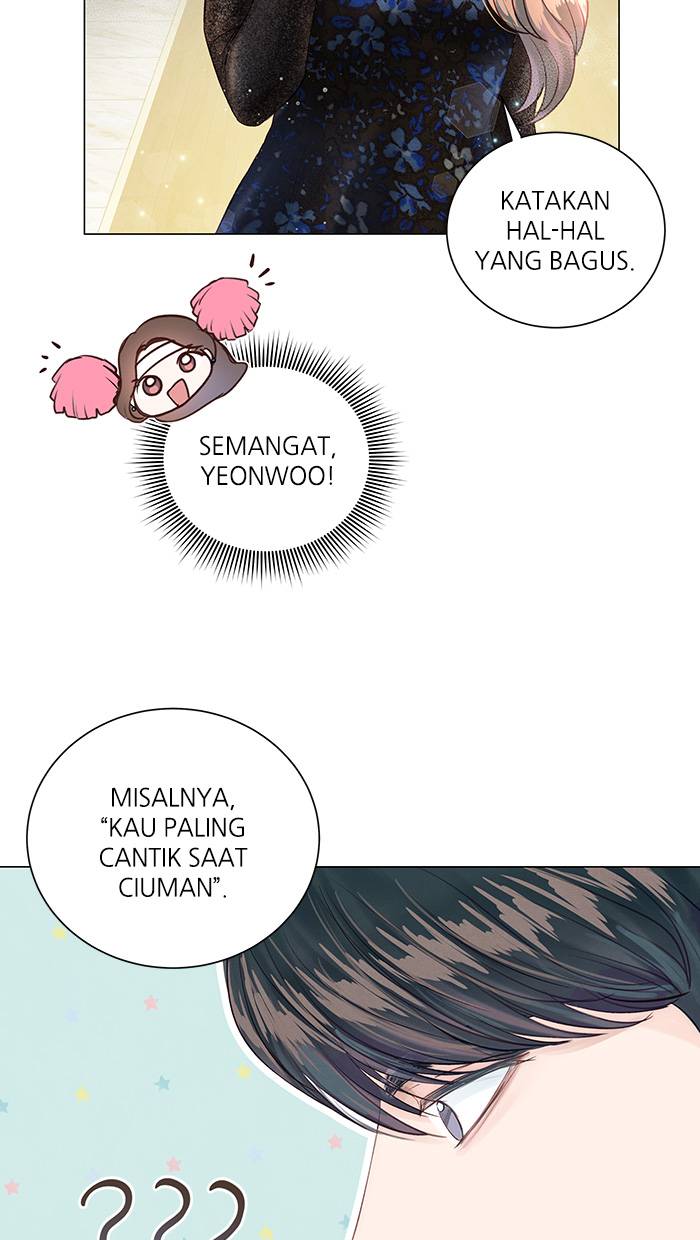 KATAKAN
HAL-HAL
YANG BAGUS.
SEMANGAT,
YEONWOO!
MISALNYA,
“KAU PALING
CANTIK SAAT
CIUMAN”.
???